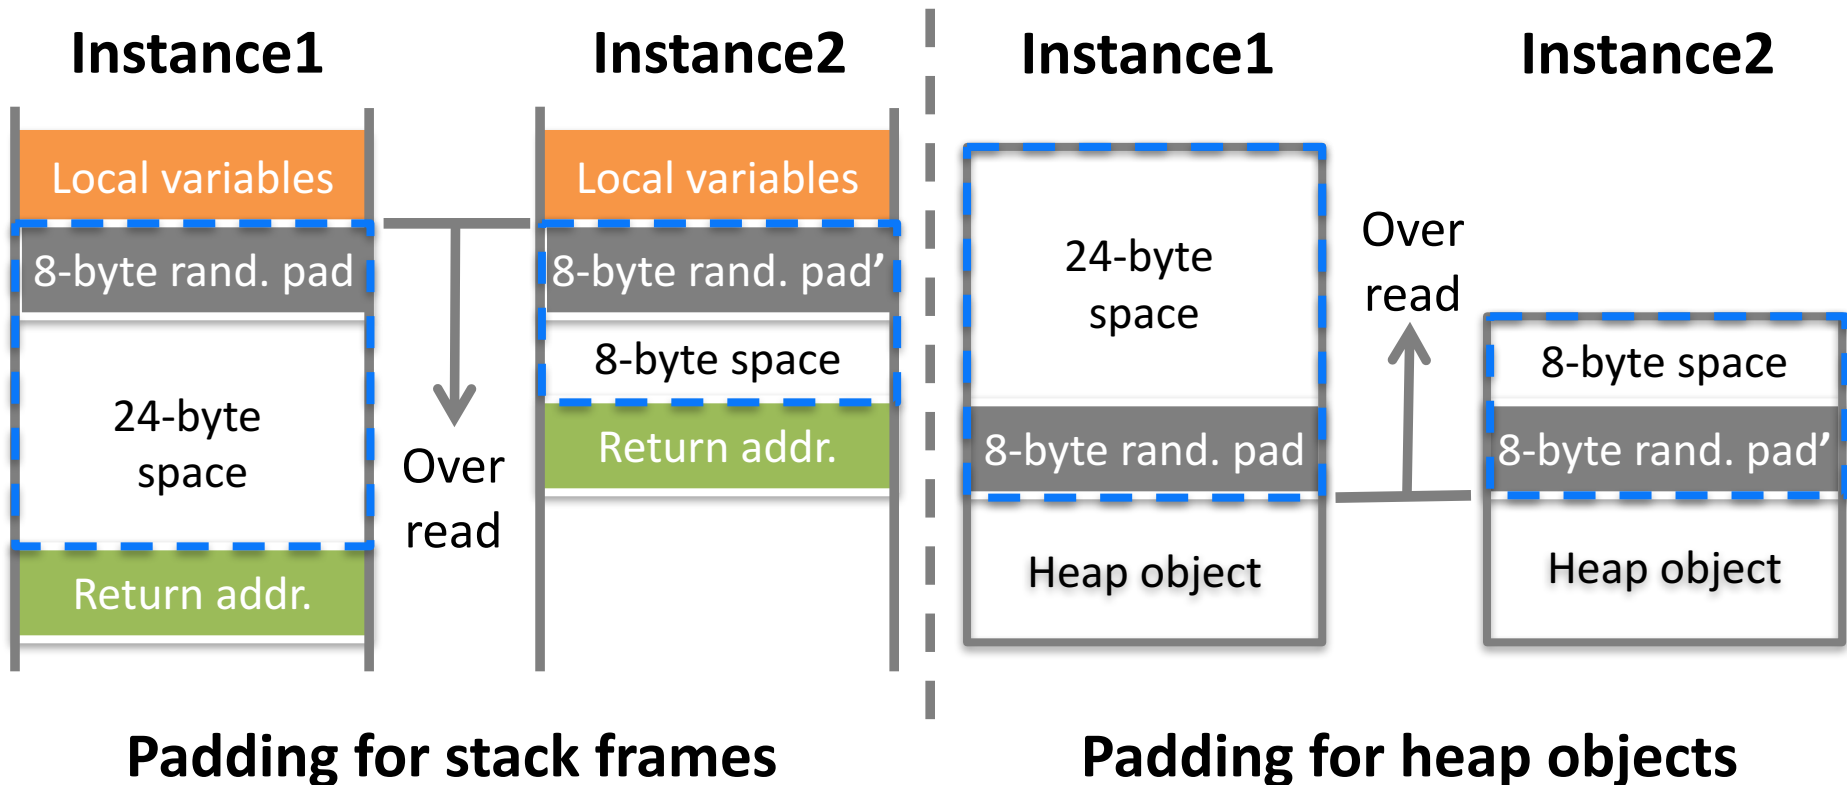 Instance1
Instance2
Local variables
8-byte rand. pad
24-byte
space
Return addr.
Over
read
Local variables
8-byte rand. pad’
8-byte space
Return addr.
Padding for stack frames
Instance1
Instance2
24-byte
space
8-byte rand. pad
Heap object
Over
read
8-byte space
8-byte rand. pad’
Heap object
Padding for heap objects